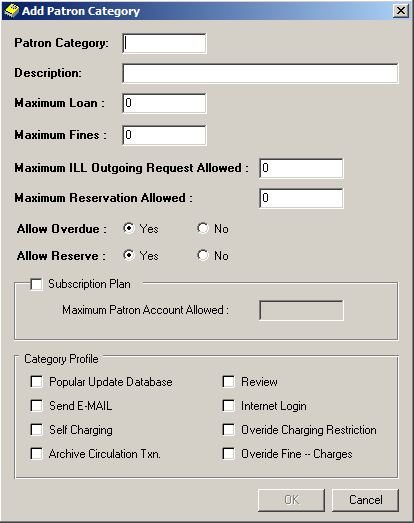 Add Patron Category
Patron Category:
Description:
Maximum Loan : 0
Maximum Fines : 0
Maximum ILL Outgoing Request Allowed : 0
Maximum Reservation Allowed : 0
Allow Overdue : Yes No
Allow Reserve : Yes No
Subscription Plan
Maximum Patron Account Allowed :
Category Profile
Popular Update Database Review
Send E-MAIL Internet Login
Self Charging Overide Charging Restriction
Archive Circulation Txn. Overide Fine -- Charges
OK Cancel